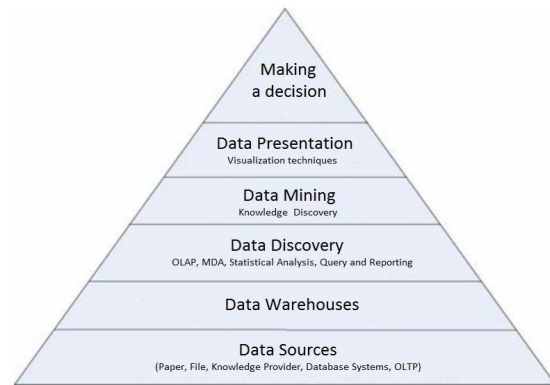 Making
a decision
Data Presentation
Visualization techniques
Data Mining
Knowledge Discovery
Data Discovery
OLAP, MDA, Statistical Analysis, Query and Reporting
Data Warehouses
Data Sources
(Paper, File, Knowledge Provider, Database Systems, OLTP)